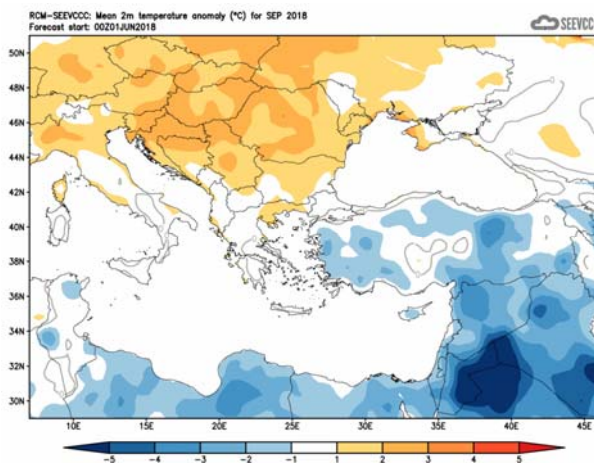 RCM-SEEVCCC: Mean 2m temperature anomaly (°C) for SEP 2018
Forecast start: 00Z01JUN2018
SEEVCC
50N
48N
46N
44N
42N
40N
38N
36N
34N
32N
30N
10E 15E 20E 25E 30E 35E 40E 45E
-5 -4 -3 -2 -1 1 2 3 4 5